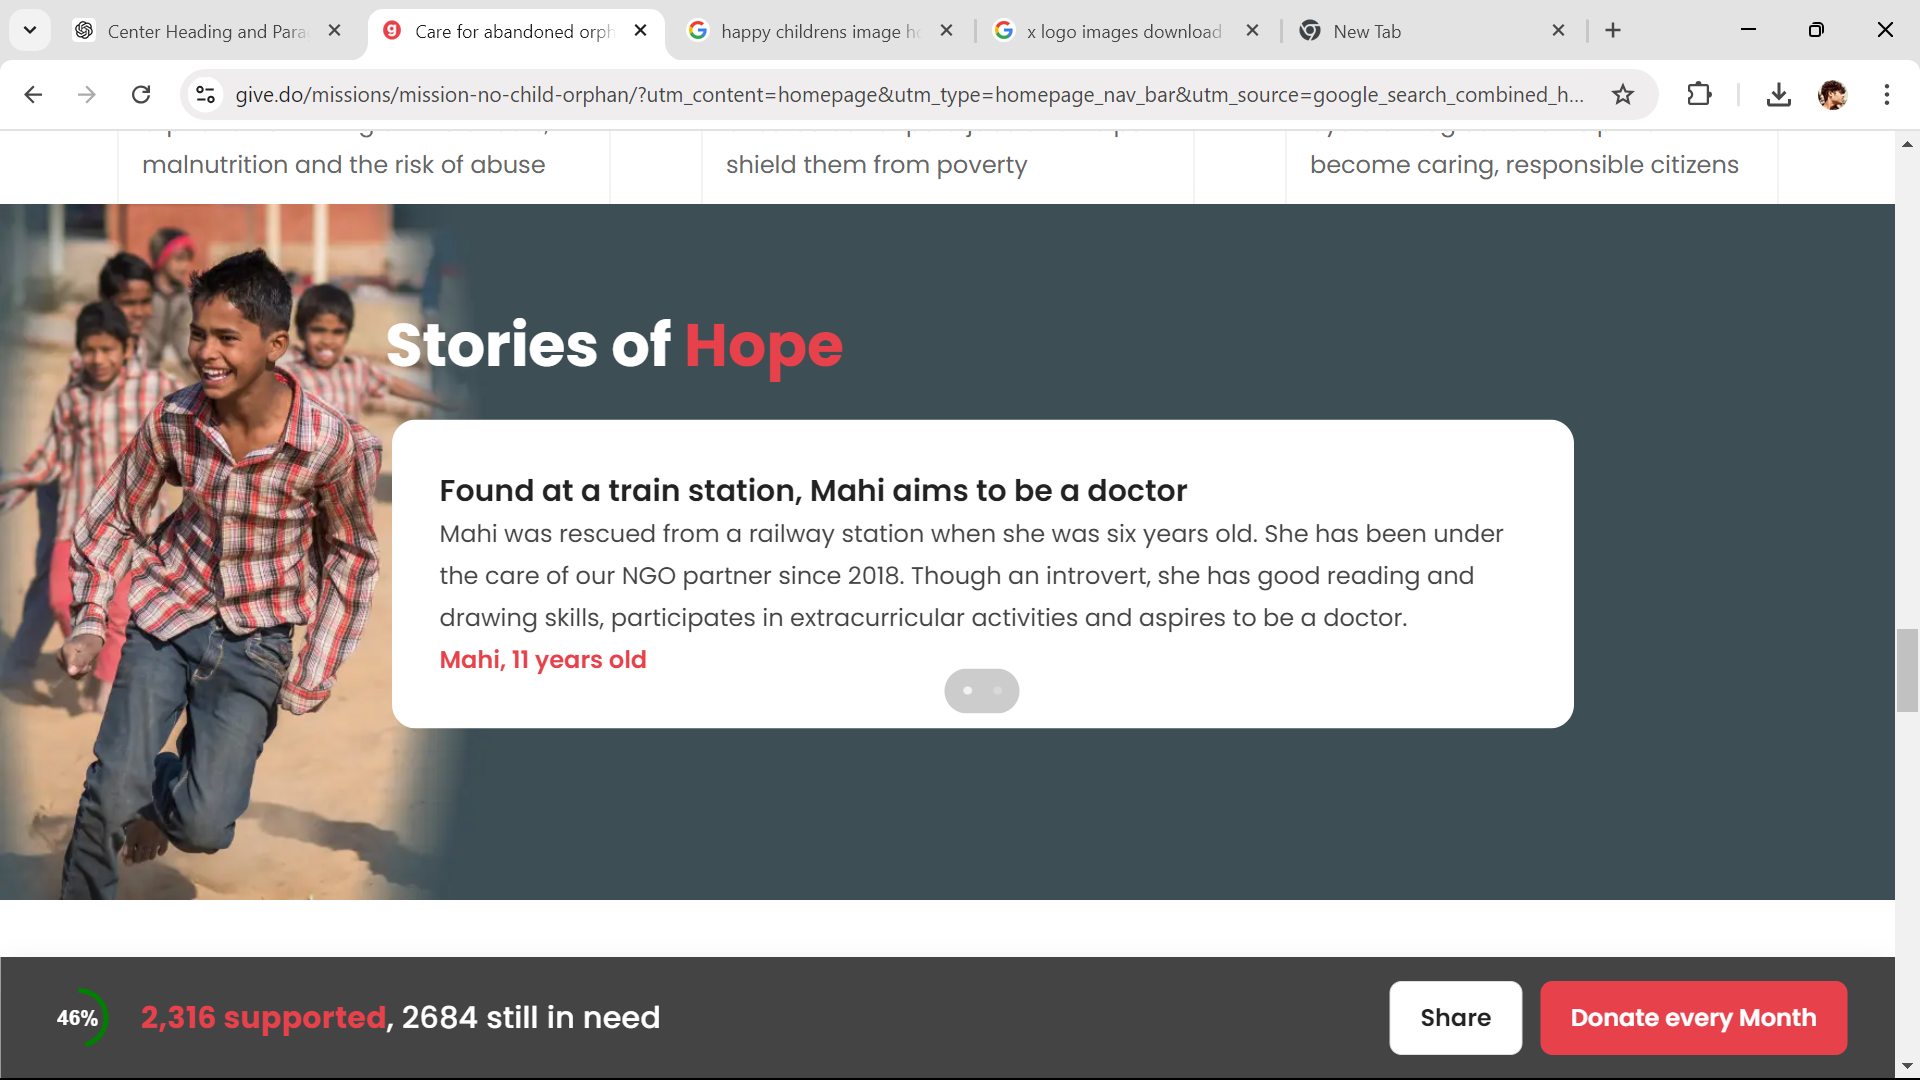 Center Heading and Para
Care for abandoned orph
happy childrens image ho
x logo images download
New Tab
give.do/missions/mission-no-child-orphan/?utm_content=homepage&utm_type=homepage_nav_bar&utm_source=google_search_combined_h...
malnutrition and the risk of abuse
shield them from poverty
become caring, responsible citizens
Stories of Hope
Found at a train station, Mahi aims to be a doctor
Mahi was rescued from a railway station when she was six years old. She has been under
the care of our NGO partner since 2018. Though an introvert, she has good reading and
drawing skills, participates in extracurricular activities and aspires to be a doctor.
Mahi, 11 years old
46%
2,316 supported, 2684 still in need
Share
Donate every Month